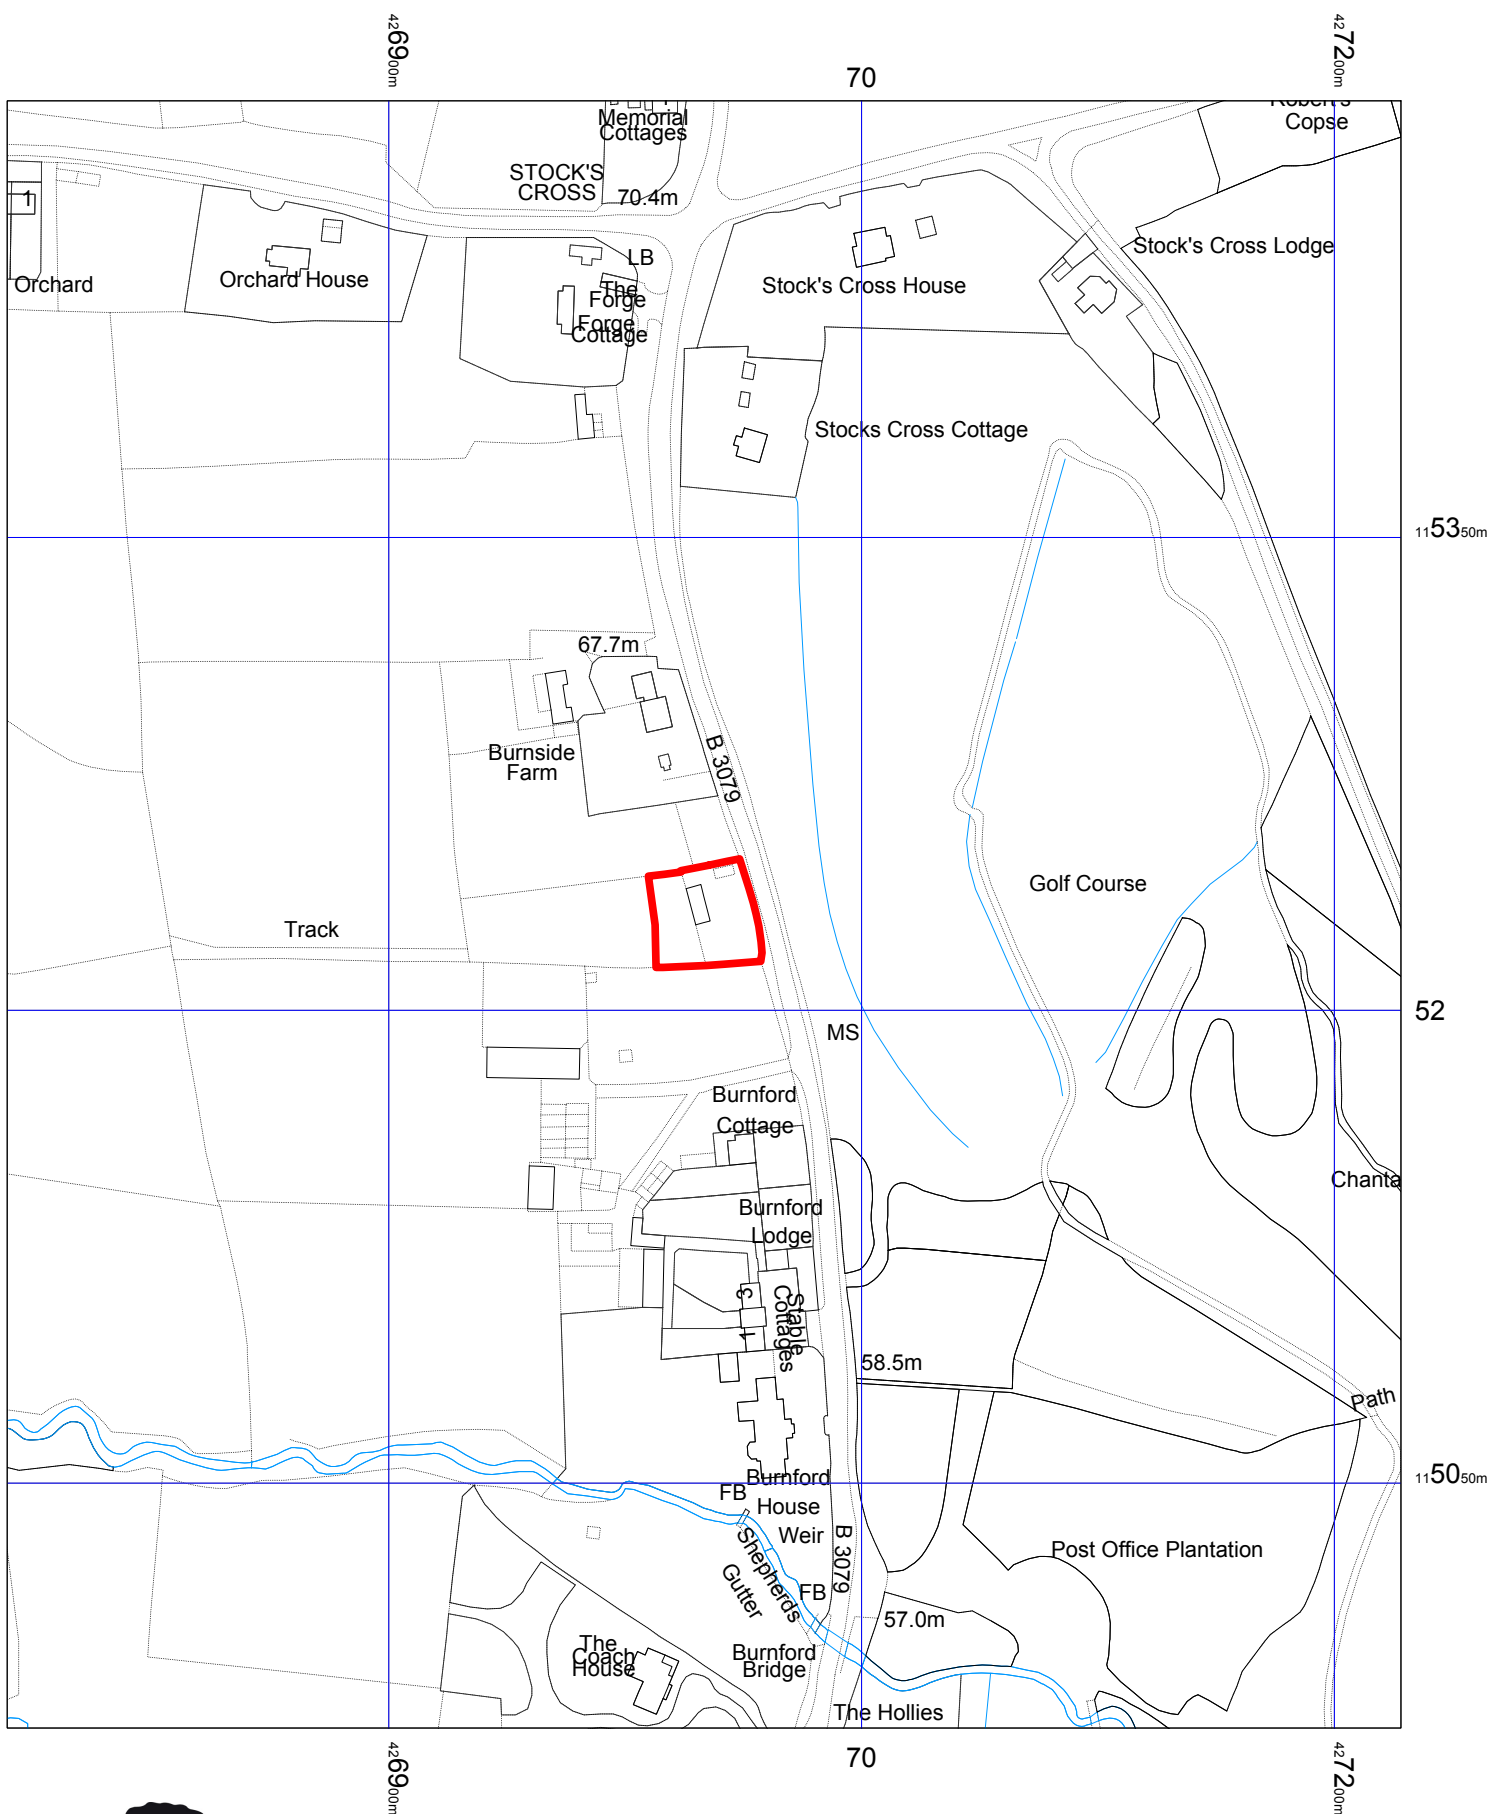 4269 00m
70
4272 00m
Memorial
Cottages
Robert's
Copse
STOCK'S
CROSS
70.4m
1
LB
Stock's Cross Lodge
Orchard
Orchard House
The
Forge
Stock's Cross House
Forge
Cottage
Stocks Cross Cottage
1153 50m
67.7m
Burnside
Farm
B 3079
Golf Course
Track
52
MS
Burnford
Cottage
Chanta
Burnford
Lodge
3
Stable
Cottages
1
58.5m
Path
Burnford
House
1150 50m
FB
Weir
B 3079
Shepherds
Gutter
Post Office Plantation
FB
57.0m
The
Coach
House
Burnford
Bridge
The Hollies
4269 00m
70
4272 00m